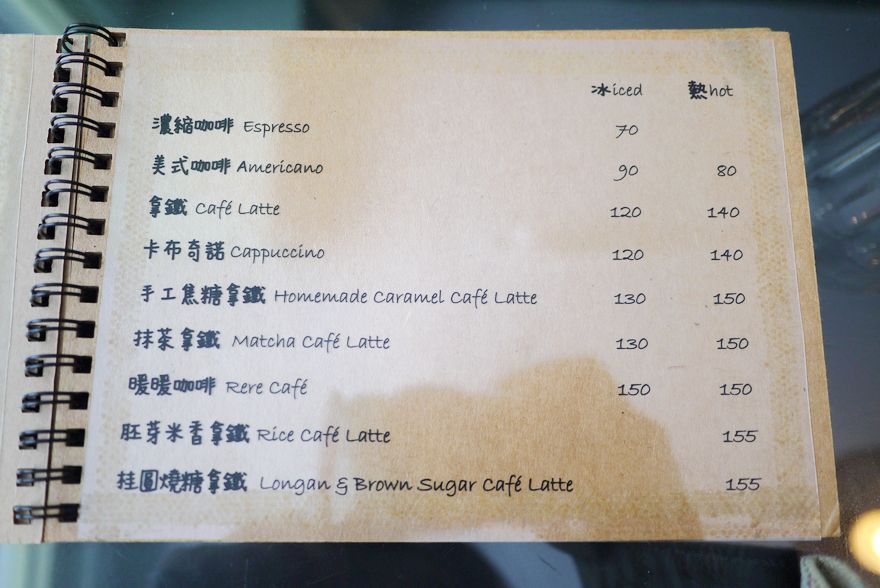 冰iced 熱hot
濃縮咖啡 Espresso 70
美式咖啡 Americano 90 80
拿鐵 Café Latte 120 140
卡布奇諾 Cappuccino 120 140
手工焦糖拿鐵 Homemade Caramel Café Latte 130 150
抹茶拿鐵 Matcha Café Latte 130 150
暖暖咖啡 Rere Café 150 150
胚芽米香拿鐵 Rice Café Latte 155
桂圓燒糖拿鐵 Longan & Brown Sugar Café Latte 155